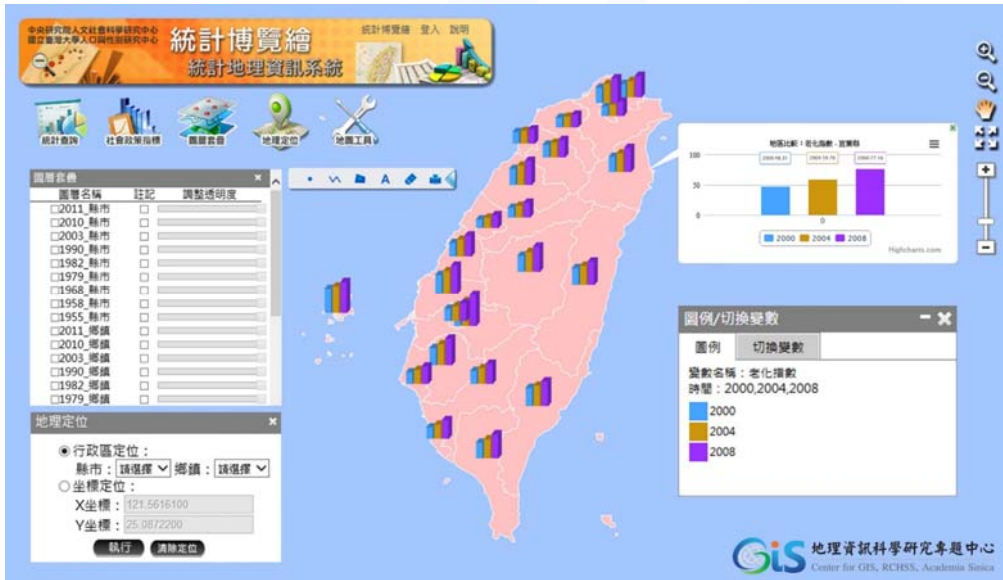 中央研究院人文社會科學研究中心
國立臺灣大學人口與性別研究中心
統計博覽繪
統計地理資訊系統
統計博覽繪 登入 說明
統計查詢
社會政策指標
圖層套疊
地理定位
地圖工具
圖層套疊
圖層名稱 註記 調整透明度
2011_縣市
2010_縣市
2003_縣市
1990_縣市
1982_縣市
1979_縣市
1968_縣市
1958_縣市
1955_縣市
2011_鄉鎮
2010_鄉鎮
2003_鄉鎮
1990_鄉鎮
1982_鄉鎮
1979_鄉鎮
A
地理定位
行政區定位：
縣市： 請選擇 鄉鎮： 請選擇
坐標定位：
X坐標： 121.5616100
Y坐標： 25.0872200
執行 清除定位
地區比較：老化指數 - 宜蘭縣
100
50
0
0
2000 2004 2008
Highcharts.com
圖例/切換變數
圖例 切換變數
變數名稱：老化指數
時間：2000,2004,2008
2000
2004
2008
GiS 地理資訊科學研究專題中心
Center for GIS, RCHSS, Academia Sinica